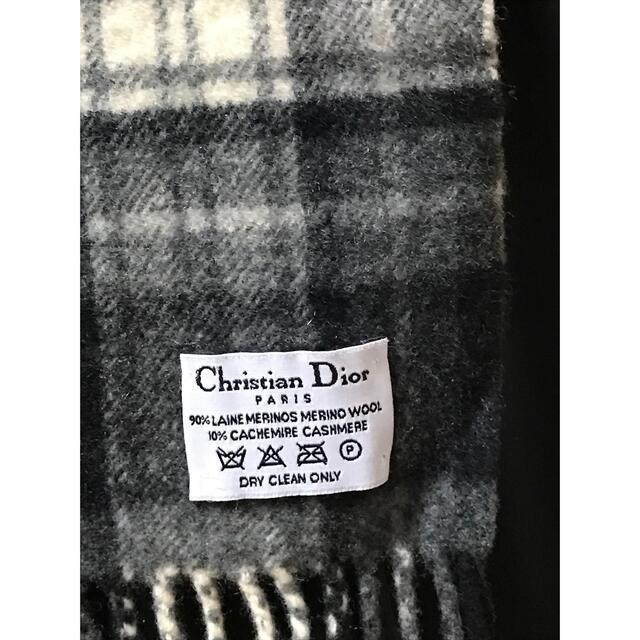 Christian Dior
PARIS
90% LAINE MERINOS MERINO WOOL
10% CACHEMIRE CASHMERE
P
DRY CLEAN ONLY